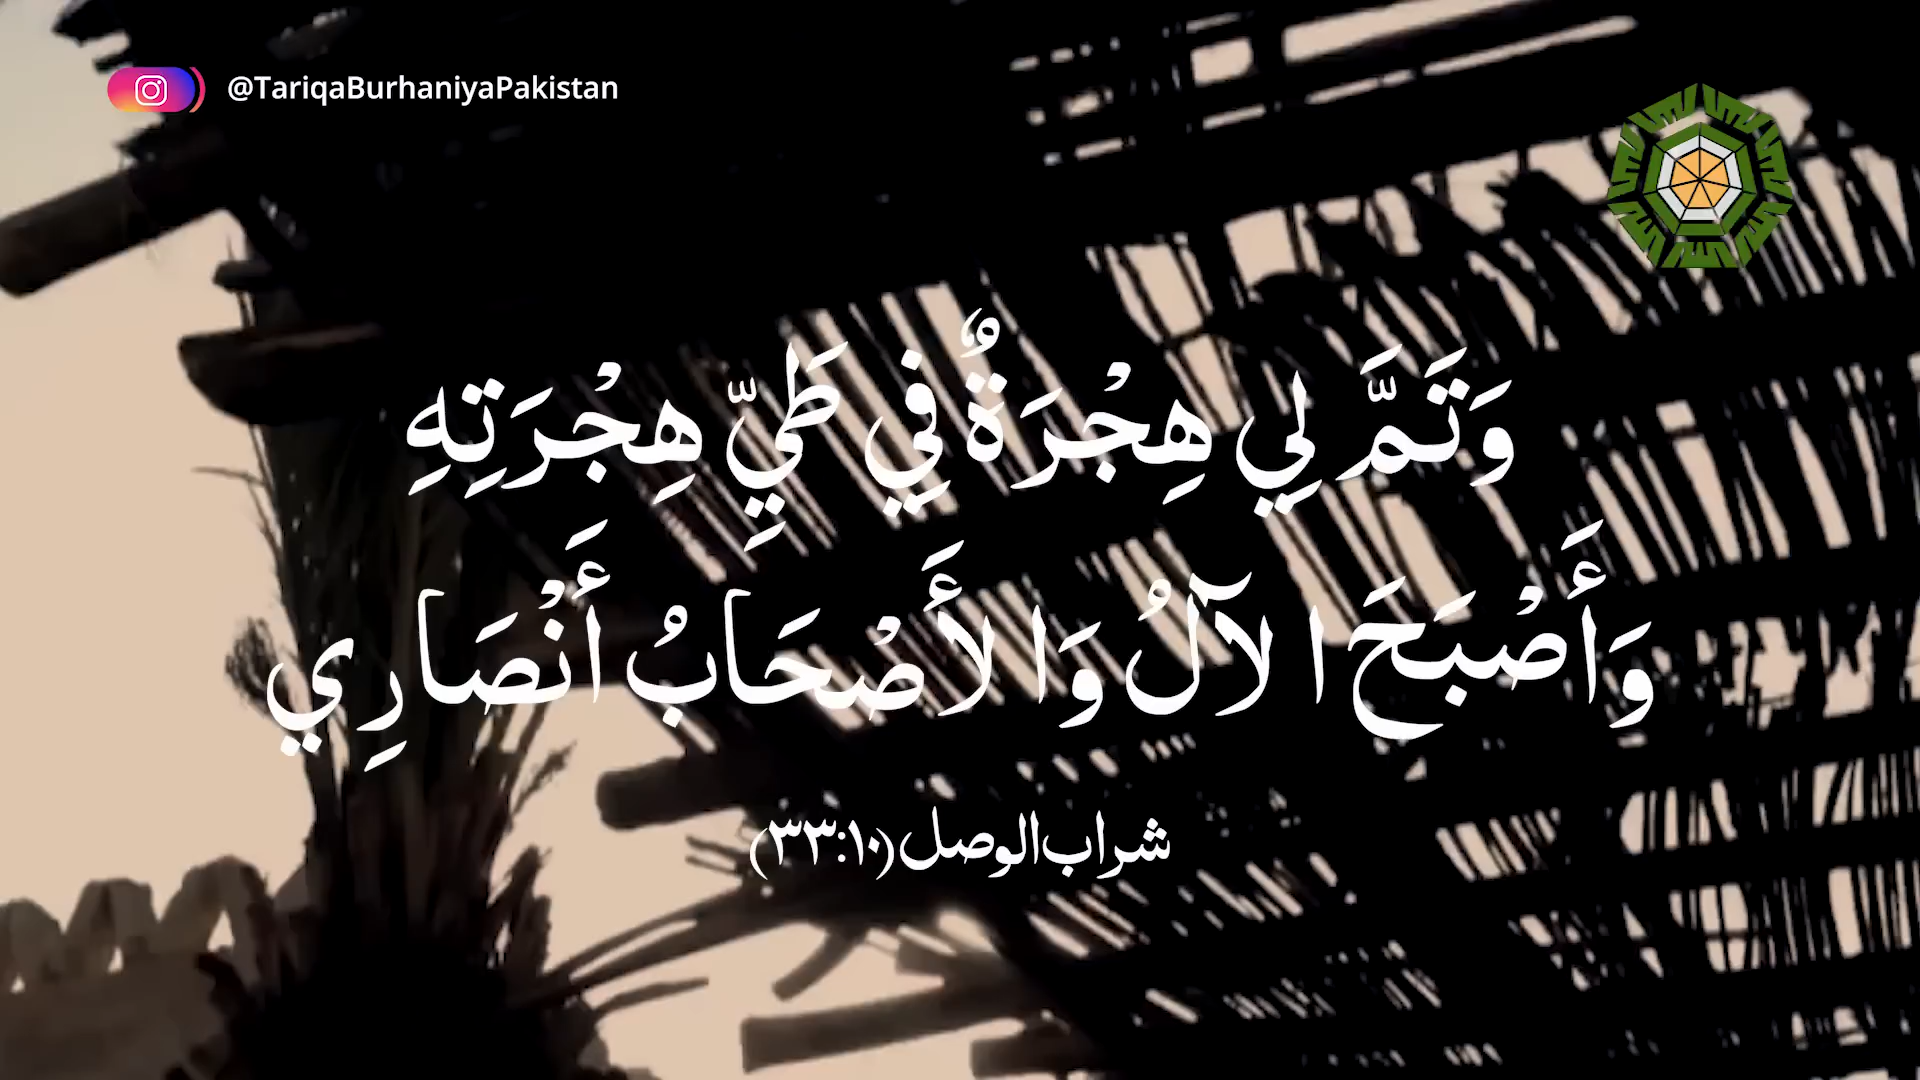 @TariqaBurhaniyaPakistan
وَتَمَّ لِي هِجْرَةٌ فِي طَيِّ هِجْرَتِهِ
وَأَصْبَحَ الآلُ وَالأَصْحَابُ أَنْصَارِي
شراب الوصل (٣٣:١٠)